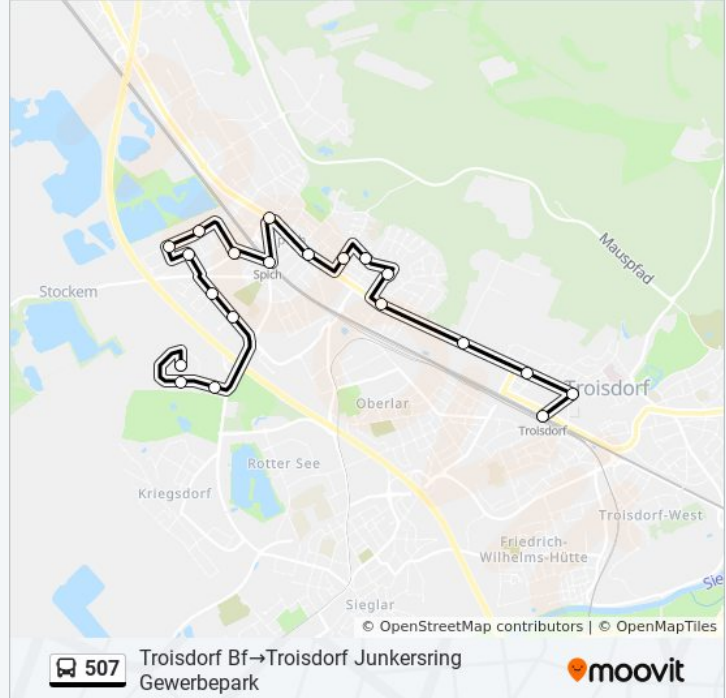 Mauspfad
Spich
Stockem
Troisdorf
Oberlar
Troisdorf
Rotter See
Kriegsdorf
Troisdorf-West
Friedrich-
Wilhelms-Hütte
Sie
Sieglar
© OpenStreetMap contributors | © OpenMapTiles
507
Troisdorf Bf→Troisdorf Junkersring
Gewerbepark
moovit